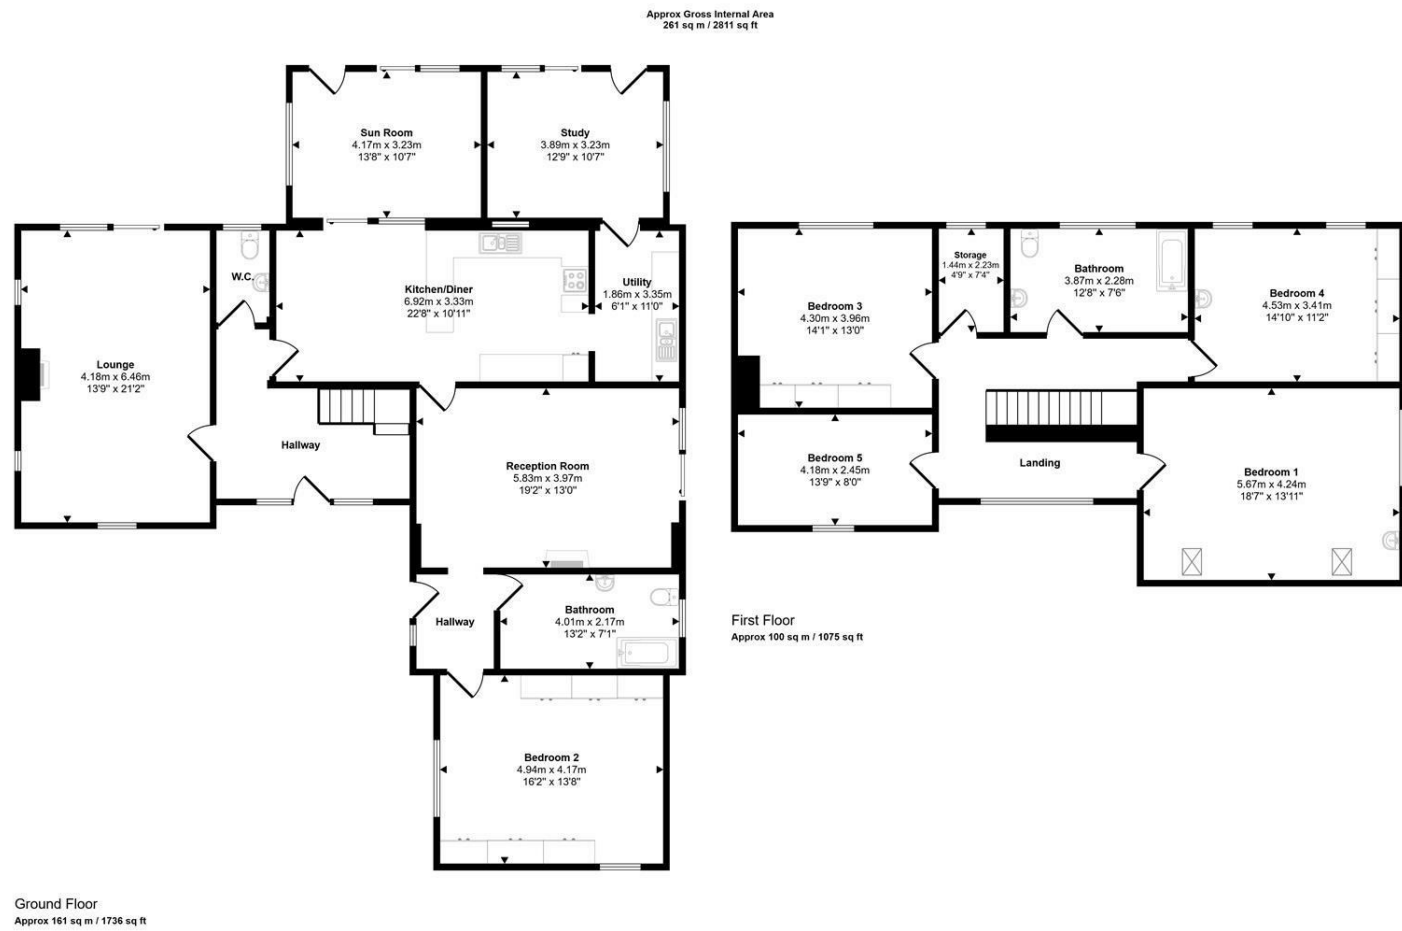 Approx Gross Internal Area
261 sq m / 2811 sq ft
Sun Room
4.17m x 3.23m
13'8" x 10'7"
Study
3.89m x 3.23m
12'9" x 10'7"
W.C.
Kitchen/Diner
6.92m x 3.33m
22'8" x 10'11"
Utility
1.86m x 3.35m
6'1" x 11'0"
Lounge
4.18m x 6.46m
13'9" x 21'2"
Hallway
Reception Room
5.83m x 3.97m
19'2" x 13'0"
Hallway
Bathroom
4.01m x 2.17m
13'2" x 7'1"
Bedroom 2
4.94m x 4.17m
16'2" x 13'8"
Ground Floor
Approx 161 sq m / 1736 sq ft
Bedroom 3
4.30m x 3.96m
14'1" x 13'0"
Storage
1.44m x 2.23m
4'9" x 7'4"
Bathroom
3.87m x 2.28m
12'8" x 7'6"
Bedroom 4
4.53m x 3.41m
14'10" x 11'2"
Bedroom 5
4.18m x 2.45m
13'9" x 8'0"
Landing
Bedroom 1
5.67m x 4.24m
18'7" x 13'11"
First Floor
Approx 100 sq m / 1075 sq ft